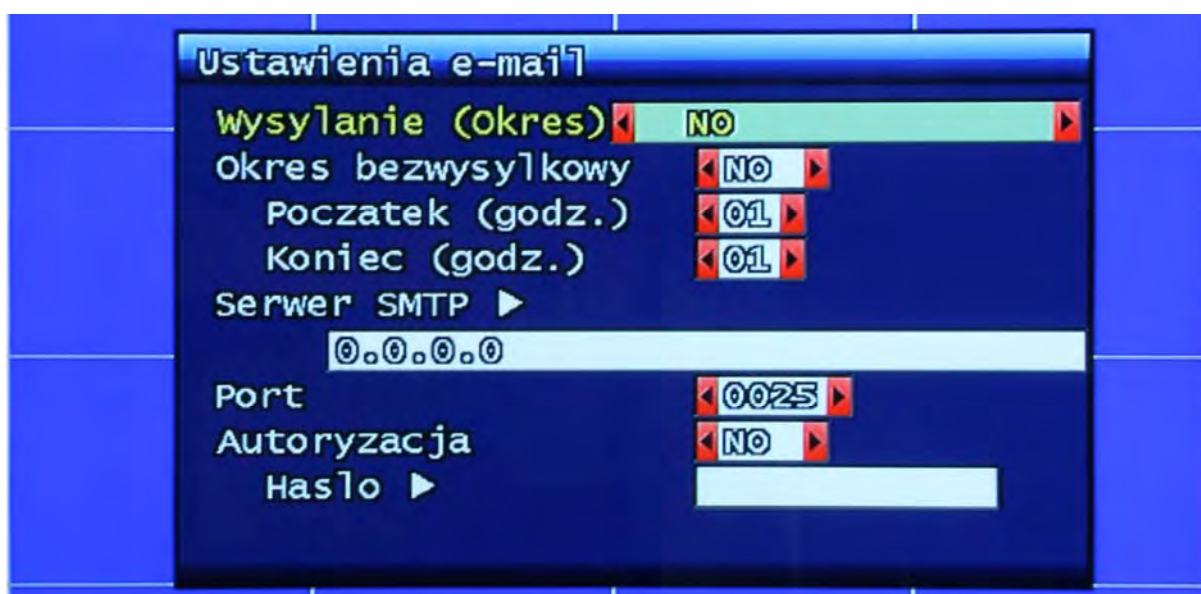 Ustawienia e-mail
Wysylanie (Okres) NO
Okres bezwysylkowy NO
Poczatek (godz.) 01
Koniec (godz.) 01
Serwer SMTP
0.0.0.0
Port 0025
Autoryzacja NO
Haslo